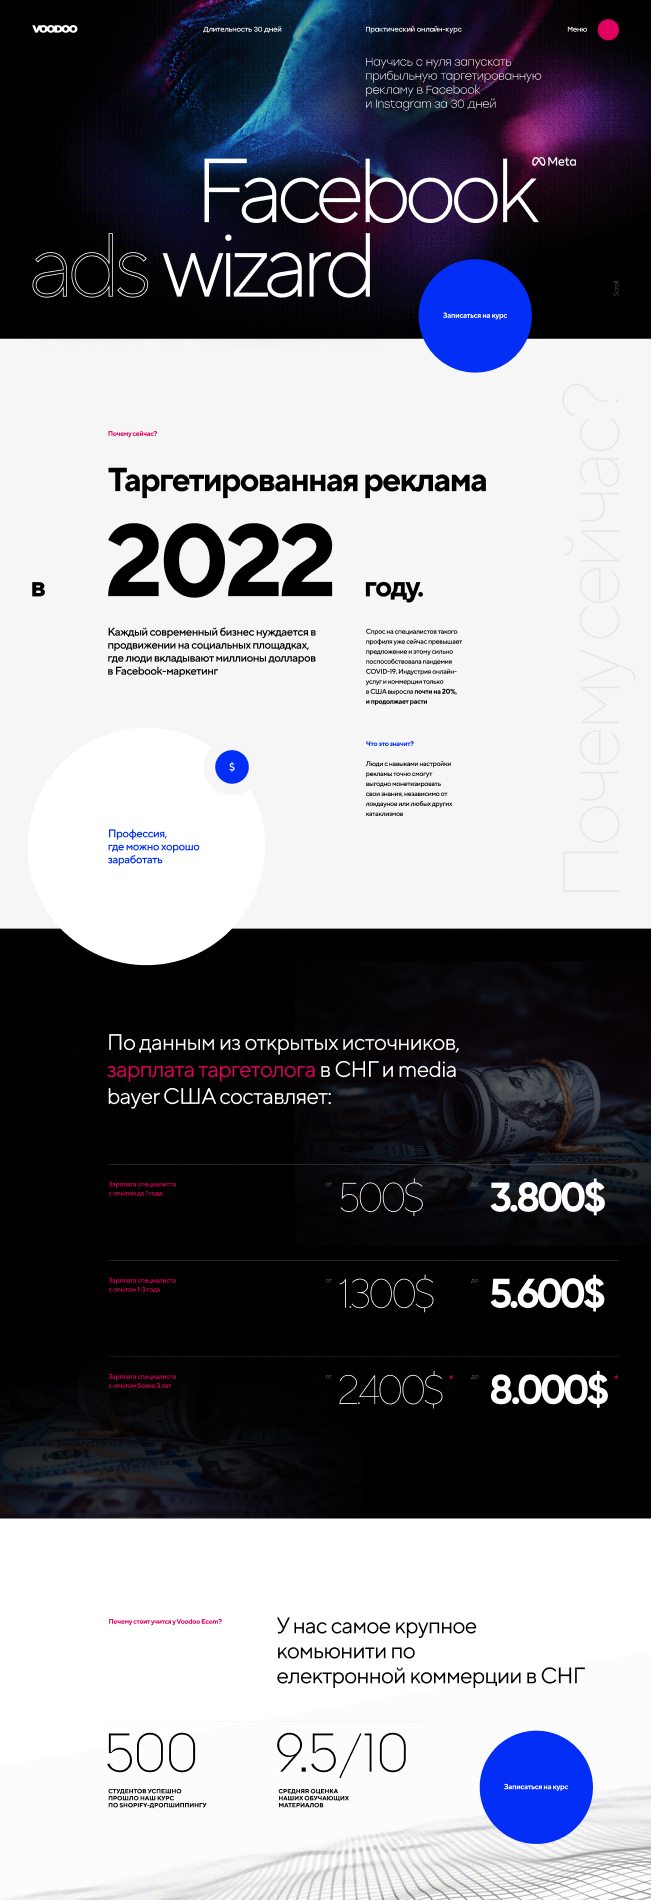 VOODOO
Длительность 30 дней
Практический онлайн-курс
Меню
Научись с нуля запускать
прибыльную таргетированную
рекламу в Facebook
и Instagram за 30 дней
Meta
Facebook
ads wizard
Scroll
Записаться на курс
Почему сейчас?
Почему сейчас?
Таргетированная реклама
в 2022 году.
Каждый современный бизнес нуждается в
продвижении на социальных площадках,
где люди вкладывают миллионы долларов
в Facebook-маркетинг
Спрос на специалистов такого
профиля уже сейчас превышает
предложение и этому сильно
поспособствовала пандемия
COVID-19. Индустрия онлайн-
услуг и коммерции только
в США выросла почти на 20%,
и продолжает расти
Что это значит?
Люди с навыками настройки
рекламы точно смогут
выгодно монетизировать
свои знания, независимо от
локдаунов или любых других
катаклизмов
$
Профессия,
где можно хорошо
заработать
По данным из открытых источников,
зарплата таргетолога в СНГ и media
bayer США составляет:
Зарплата специалиста
с опытом до 1 года
от 500$ до 3.800$
Зарплата специалиста
с опытом 1-3 года
от 1.300$ до 5.600$
Зарплата специалиста
с опытом более 3 лет
от 2.400$ * до 8.000$ *
Почему стоит учится у Voodoo Ecom?
У нас самое крупное
комьюнити по
електронной коммерции в СНГ
500
СТУДЕНТОВ УСПЕШНО
ПРОШЛО НАШ КУРС
ПО SHOPIFY-ДРОПШИППИНГУ
9.5/10
СРЕДНЯЯ ОЦЕНКА
НАШИХ ОБУЧАЮЩИХ
МАТЕРИАЛОВ
Записаться на курс